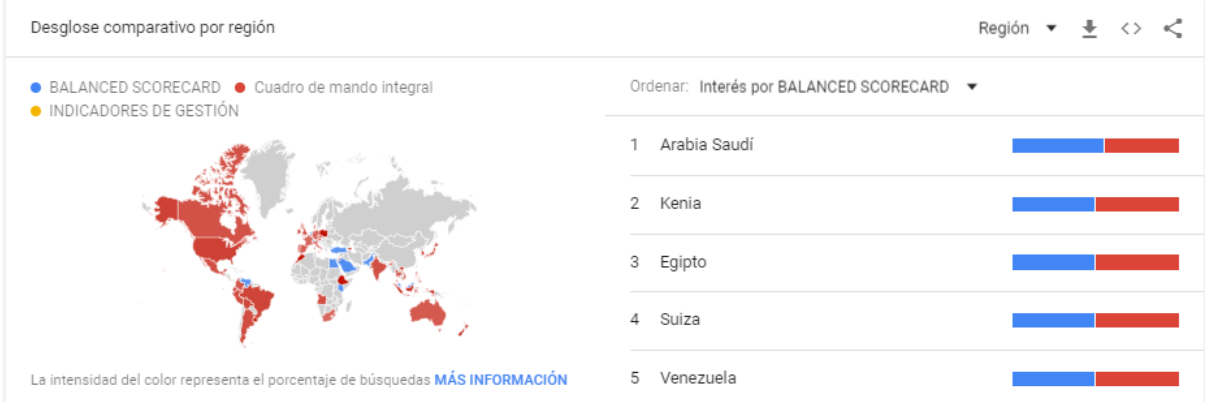 Desglose comparativo por región
Región
BALANCED SCORECARD
Cuadro de mando integral
INDICADORES DE GESTIÓN
La intensidad del color representa el porcentaje de búsquedas MÁS INFORMACIÓN
Ordenar: Interés por BALANCED SCORECARD
1 Arabia Saudí
2 Kenia
3 Egipto
4 Suiza
5 Venezuela